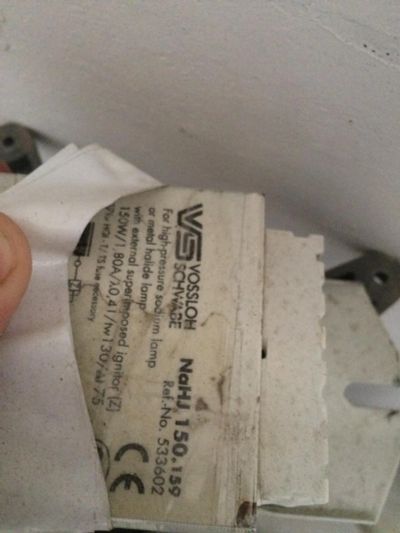 VS VOSSLOH
SCHWABE
NaHJ 150.159
Ref.-No. 533602
For high-pressure sodium lamp
or metal halide lamp
with external superimposed ignitor (Z)
150W/1,80A/λ0,41/tw130/
75
CE